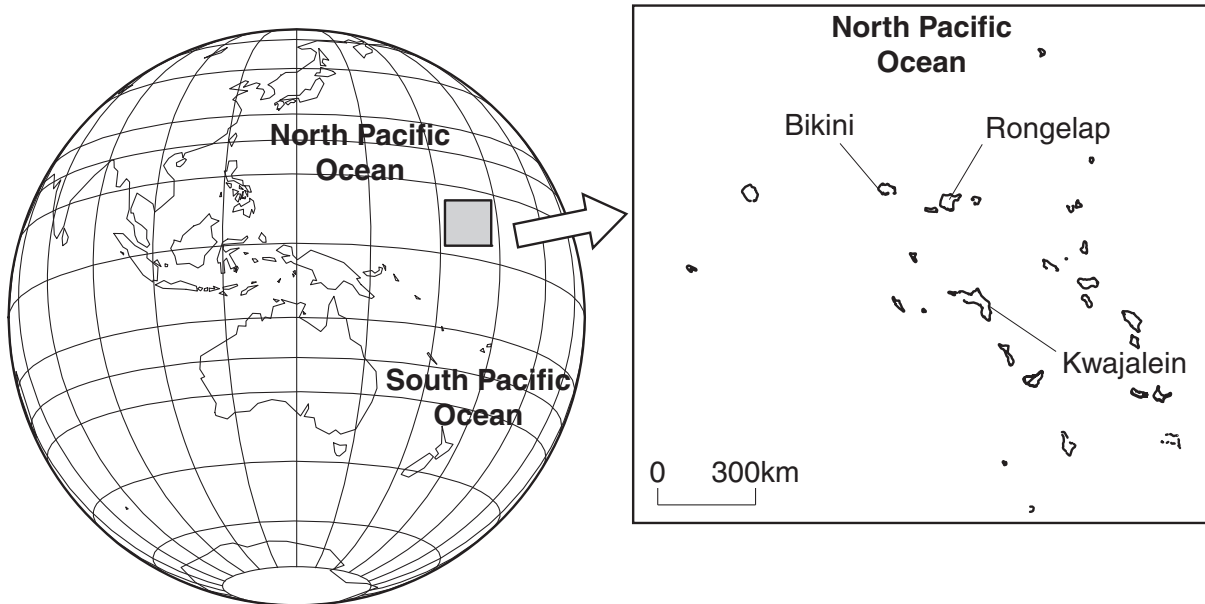 North Pacific
Ocean
South Pacific
Ocean
North Pacific
Ocean
Bikini
Rongelap
Kwajalein
0 300km